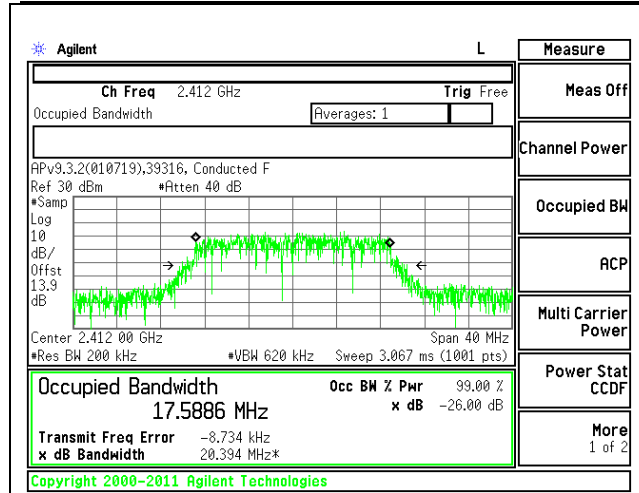 Agilent L
Measure
Ch Freq 2.412 GHz Trig Free
Occupied Bandwidth Averages: 1
APv9.3.2(010719),39316, Conducted F
Ref 30 dBm #Atten 40 dB
#Samp
Log
10
dB/
Offst
13.9
dB
Center 2.412 00 GHz Span 40 MHz
#Res BW 200 kHz #VBW 620 kHz Sweep 3.067 ms (1001 pts)
Occupied Bandwidth
17.5886 MHz
Occ BW % Pwr 99.00 %
x dB -26.00 dB
Transmit Freq Error -8.734 kHz
x dB Bandwidth 20.394 MHz*
Copyright 2000-2011 Agilent Technologies
Meas Off
Channel Power
Occupied BW
ACP
Multi Carrier
Power
Power Stat
CCDF
More
1 of 2